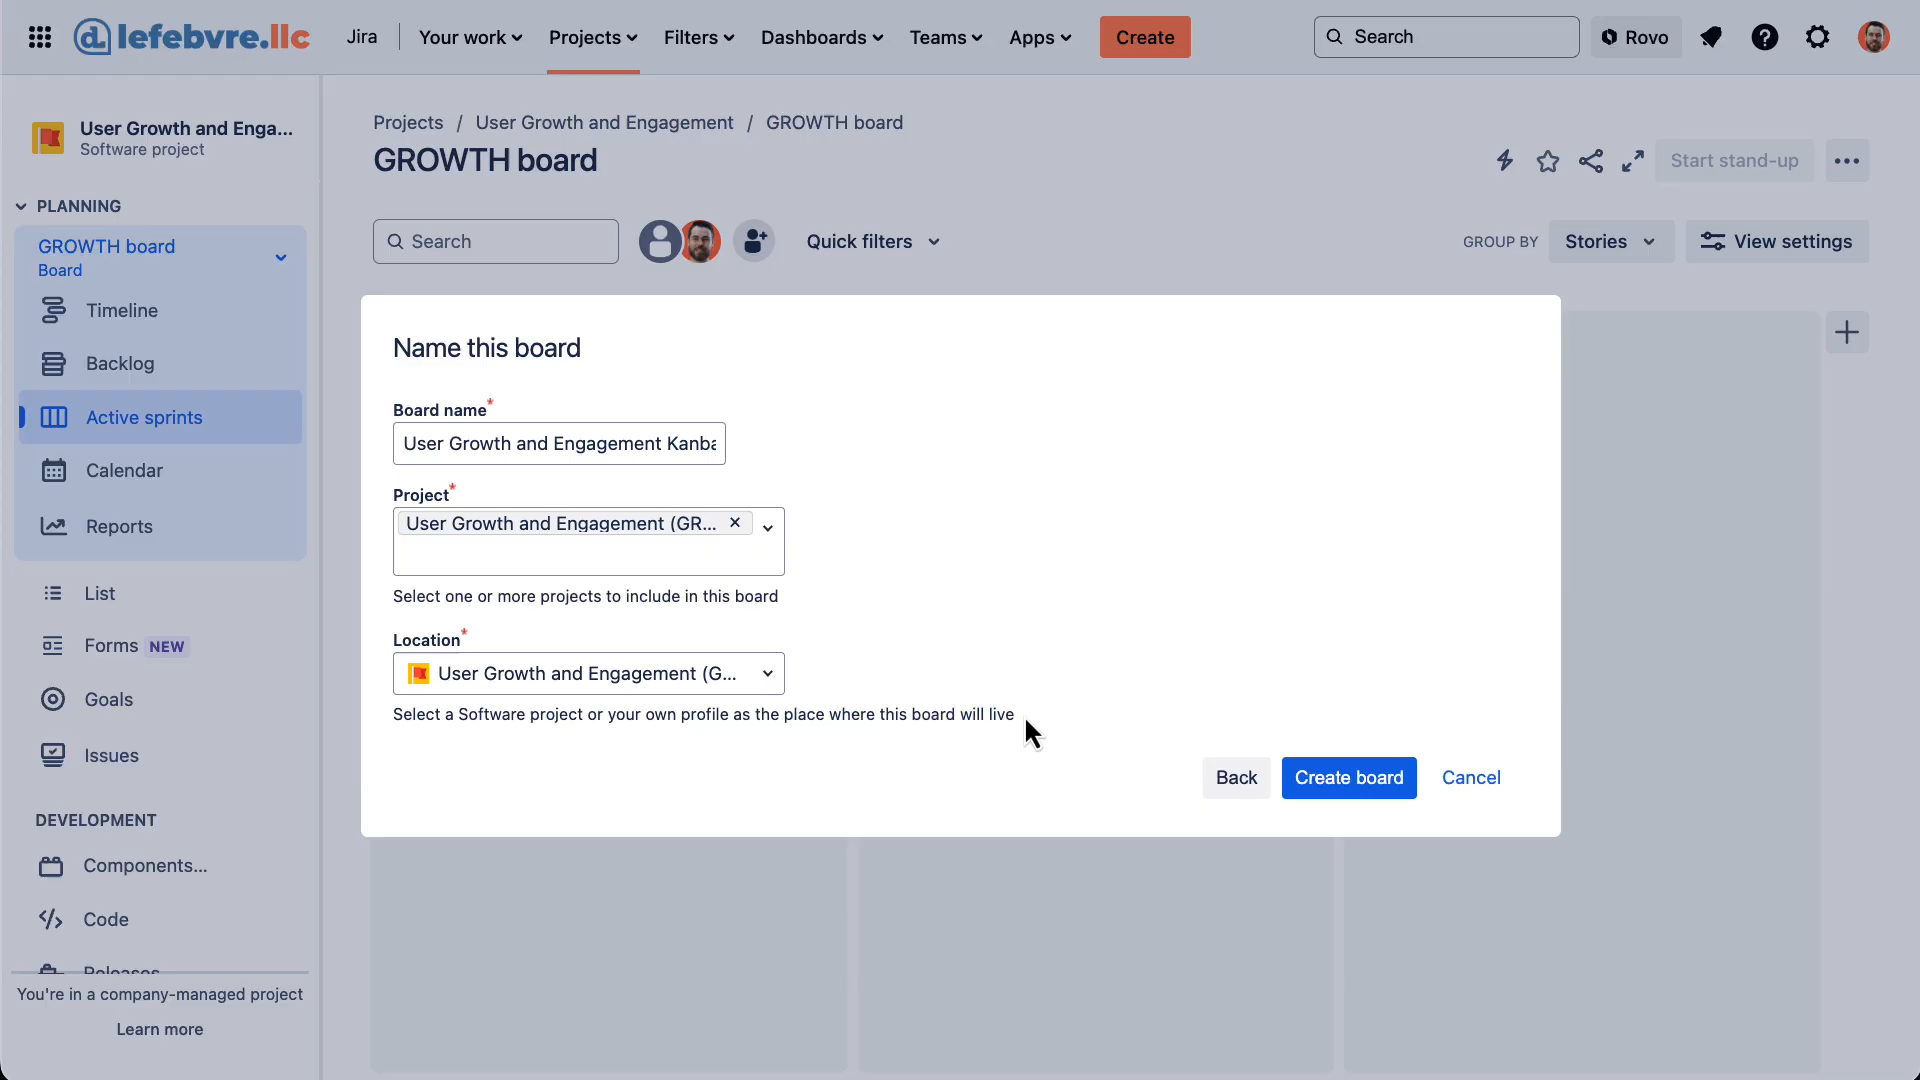 lefebvre.llc
Jira
Your work
Projects
Filters
Dashboards
Teams
Apps
Create
Search
Rovo
User Growth and Enga...
Software project
PLANNING
GROWTH board
Board
Timeline
Backlog
Active sprints
Calendar
Reports
List
Forms NEW
Goals
Issues
DEVELOPMENT
Components...
Code
Releases
You're in a company-managed project
Learn more
Projects / User Growth and Engagement / GROWTH board
GROWTH board
Start stand-up
Search
Quick filters
GROUP BY
Stories
View settings
Name this board
Board name*
User Growth and Engagement Kanba
Project*
User Growth and Engagement (GR...
Select one or more projects to include in this board
Location*
User Growth and Engagement (G...
Select a Software project or your own profile as the place where this board will live
Back
Create board
Cancel